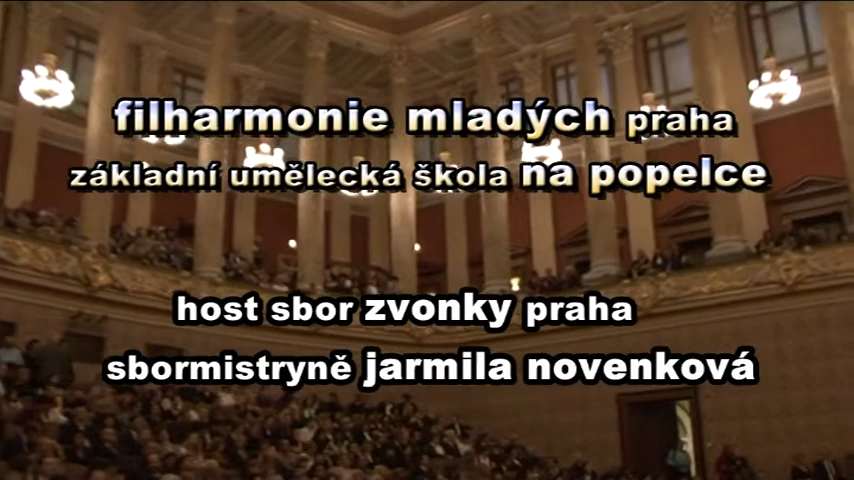 filharmonie mladých praha
základní umělecká škola na popelce
host sbor zvonky praha
sbormistryně jarmila novenková